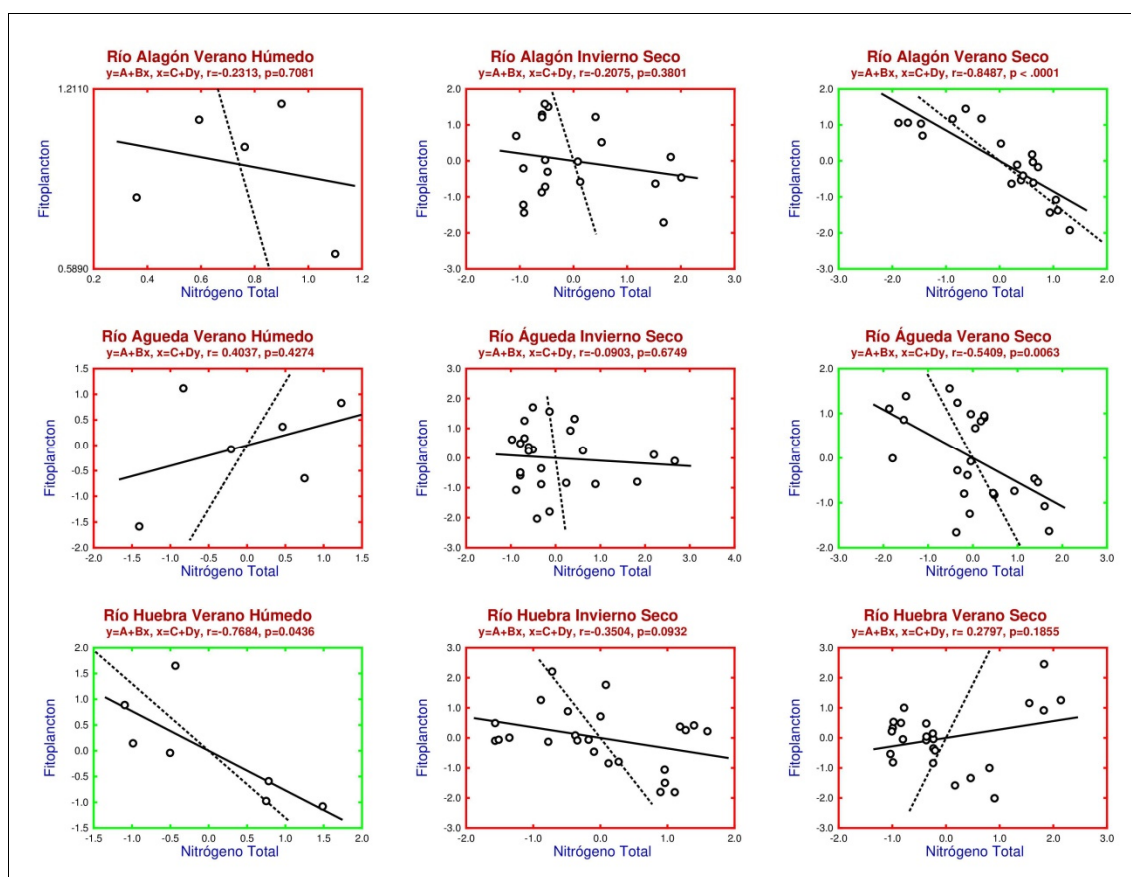 Río Alagón Verano Húmedo
y=A+Bx, x=C+Dy, r=-0.2313, p=0.7081
1.2110
0.5890
Fitoplancton
0.2 0.4 0.6 0.8 1.0 1.2
Nitrógeno Total
Río Alagón Invierno Seco
y=A+Bx, x=C+Dy, r=-0.2075, p=0.3801
2.0
1.0
0.0
-1.0
-2.0
-3.0
Fitoplancton
-3.0 -2.0 -1.0 0.0 1.0 2.0 3.0
Nitrógeno Total
Río Alagón Verano Seco
y=A+Bx, x=C+Dy, r=-0.8487, p < .0001
2.0
1.0
0.0
-1.0
-2.0
-3.0
Fitoplancton
-3.0 -2.0 -1.0 0.0 1.0 2.0
Nitrógeno Total
Río Agueda Verano Húmedo
y=A+Bx, x=C+Dy, r= 0.4037, p=0.4274
1.5
1.0
0.5
0.0
-0.5
-1.0
-1.5
-2.0
Fitoplancton
-2.0 -1.5 -1.0 -0.5 0.0 0.5 1.0 1.5
Nitrógeno Total
Río Águeda Invierno Seco
y=A+Bx, x=C+Dy, r=-0.0903, p=0.6749
3.0
2.0
1.0
0.0
-1.0
-2.0
-3.0
Fitoplancton
-2.0 -1.0 0.0 1.0 2.0 3.0 4.0
Nitrógeno Total
Río Águeda Verano Seco
y=A+Bx, x=C+Dy, r=-0.5409, p=0.0063
2.0
1.0
0.0
-1.0
-2.0
Fitoplancton
-3.0 -2.0 -1.0 0.0 1.0 2.0 3.0
Nitrógeno Total
Río Huebra Verano Húmedo
y=A+Bx, x=C+Dy, r=-0.7684, p=0.0436
2.0
1.5
1.0
0.5
0.0
-0.5
-1.0
-1.5
Fitoplancton
-1.5 -1.0 -0.5 0.0 0.5 1.0 1.5 2.0
Nitrógeno Total
Río Huebra Invierno Seco
y=A+Bx, x=C+Dy, r=-0.3504, p=0.0932
3.0
2.0
1.0
0.0
-1.0
-2.0
-3.0
Fitoplancton
-2.0 -1.0 0.0 1.0 2.0
Nitrógeno Total
Río Huebra Verano Seco
y=A+Bx, x=C+Dy, r= 0.2797, p=0.1855
3.0
2.0
1.0
0.0
-1.0
-2.0
-3.0
Fitoplancton
-2.0 -1.0 0.0 1.0 2.0 3.0
Nitrógeno Total